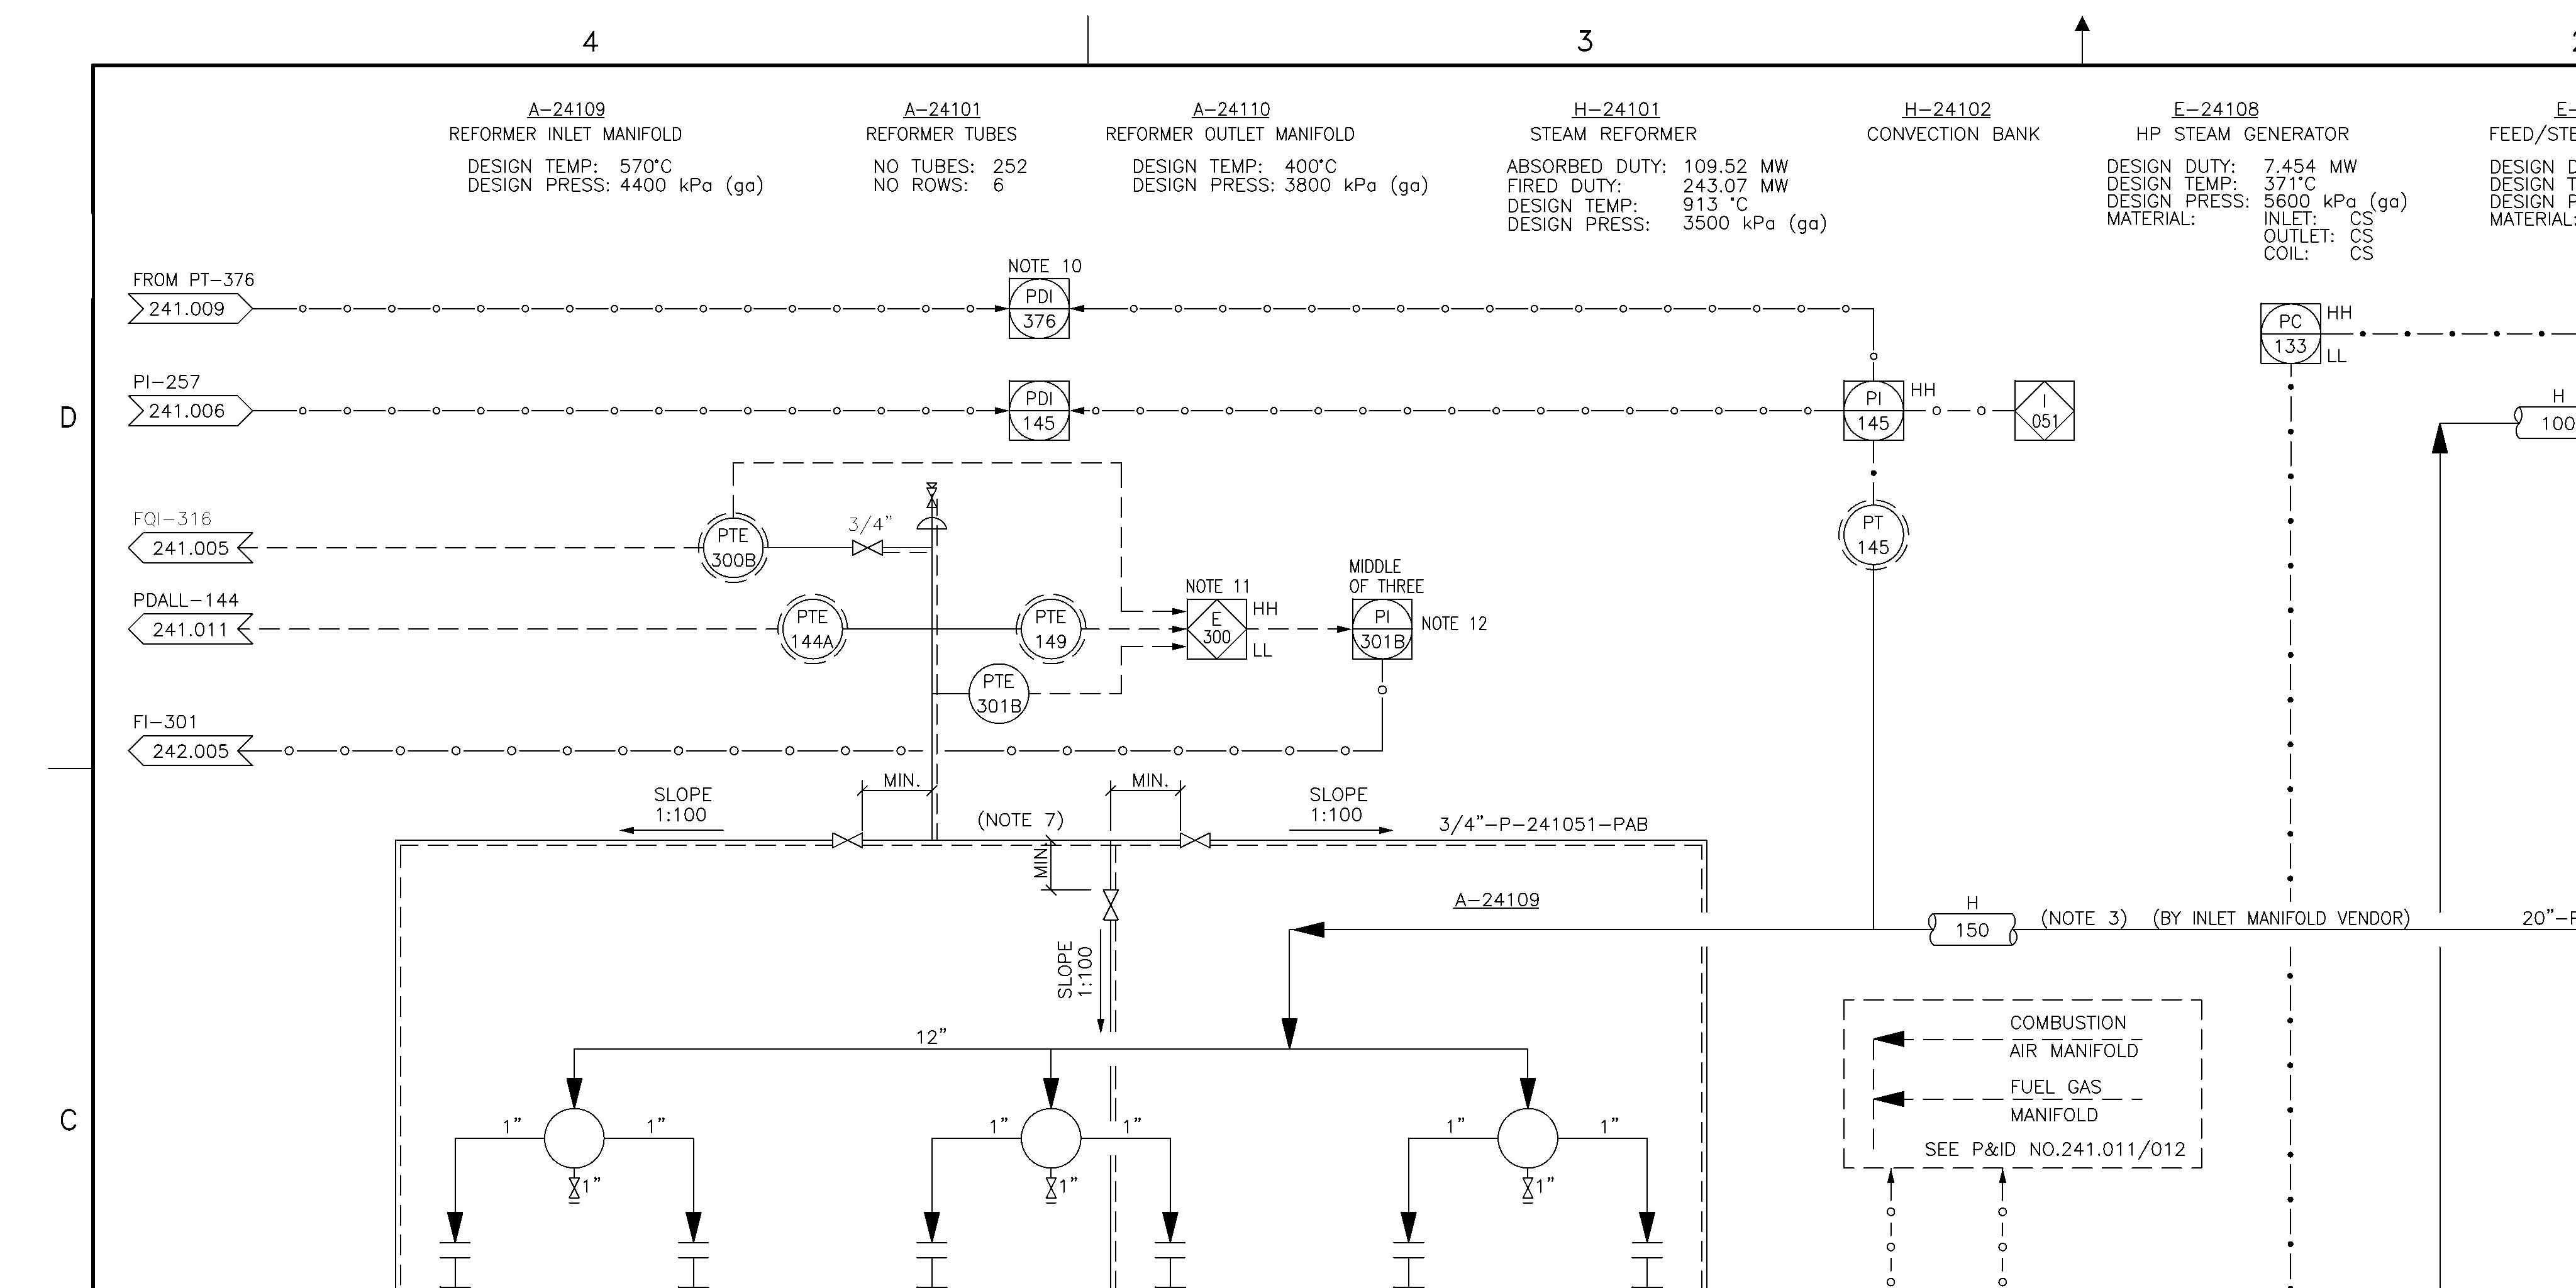 4
3
A-24109
REFORMER INLET MANIFOLD
DESIGN TEMP: 570°C
DESIGN PRESS: 4400 kPa (ga)
A-24101
REFORMER TUBES
NO TUBES: 252
NO ROWS: 6
A-24110
REFORMER OUTLET MANIFOLD
DESIGN TEMP: 400°C
DESIGN PRESS: 3800 kPa (ga)
H-24101
STEAM REFORMER
ABSORBED DUTY: 109.52 MW
FIRED DUTY: 243.07 MW
DESIGN TEMP: 913 °C
DESIGN PRESS: 3500 kPa (ga)
H-24102
CONVECTION BANK
E-24108
HP STEAM GENERATOR
DESIGN DUTY: 7.454 MW
DESIGN TEMP: 371°C
DESIGN PRESS: 5600 kPa (ga)
MATERIAL: INLET: CS
OUTLET: CS
COIL: CS
E-
FEED/STE
DESIGN D
DESIGN T
DESIGN P
MATERIAL:
FROM PT-376
241.009
NOTE 10
PDI
376
PC
133
HH
LL
D
PI-257
241.006
PDI
145
PI
145
HH
I
051
H
100
FQI-316
241.005
PTE
300B
3/4"
PT
145
PDALL-144
241.011
PTE
144A
PTE
149
NOTE 11
E
300
HH
LL
MIDDLE
OF THREE
PI
301B
NOTE 12
PTE
301B
FI-301
242.005
MIN.
MIN.
SLOPE
1:100
(NOTE 7)
SLOPE
1:100
3/4"-P-241051-PAB
MIN.
A-24109
H
150
(NOTE 3) (BY INLET MANIFOLD VENDOR)
20"-P
SLOPE
1:100
12"
COMBUSTION
AIR MANIFOLD
FUEL GAS
MANIFOLD
SEE P&ID NO.241.011/012
C
1" 1" 1" 1" 1" 1"
1" 1" 1"